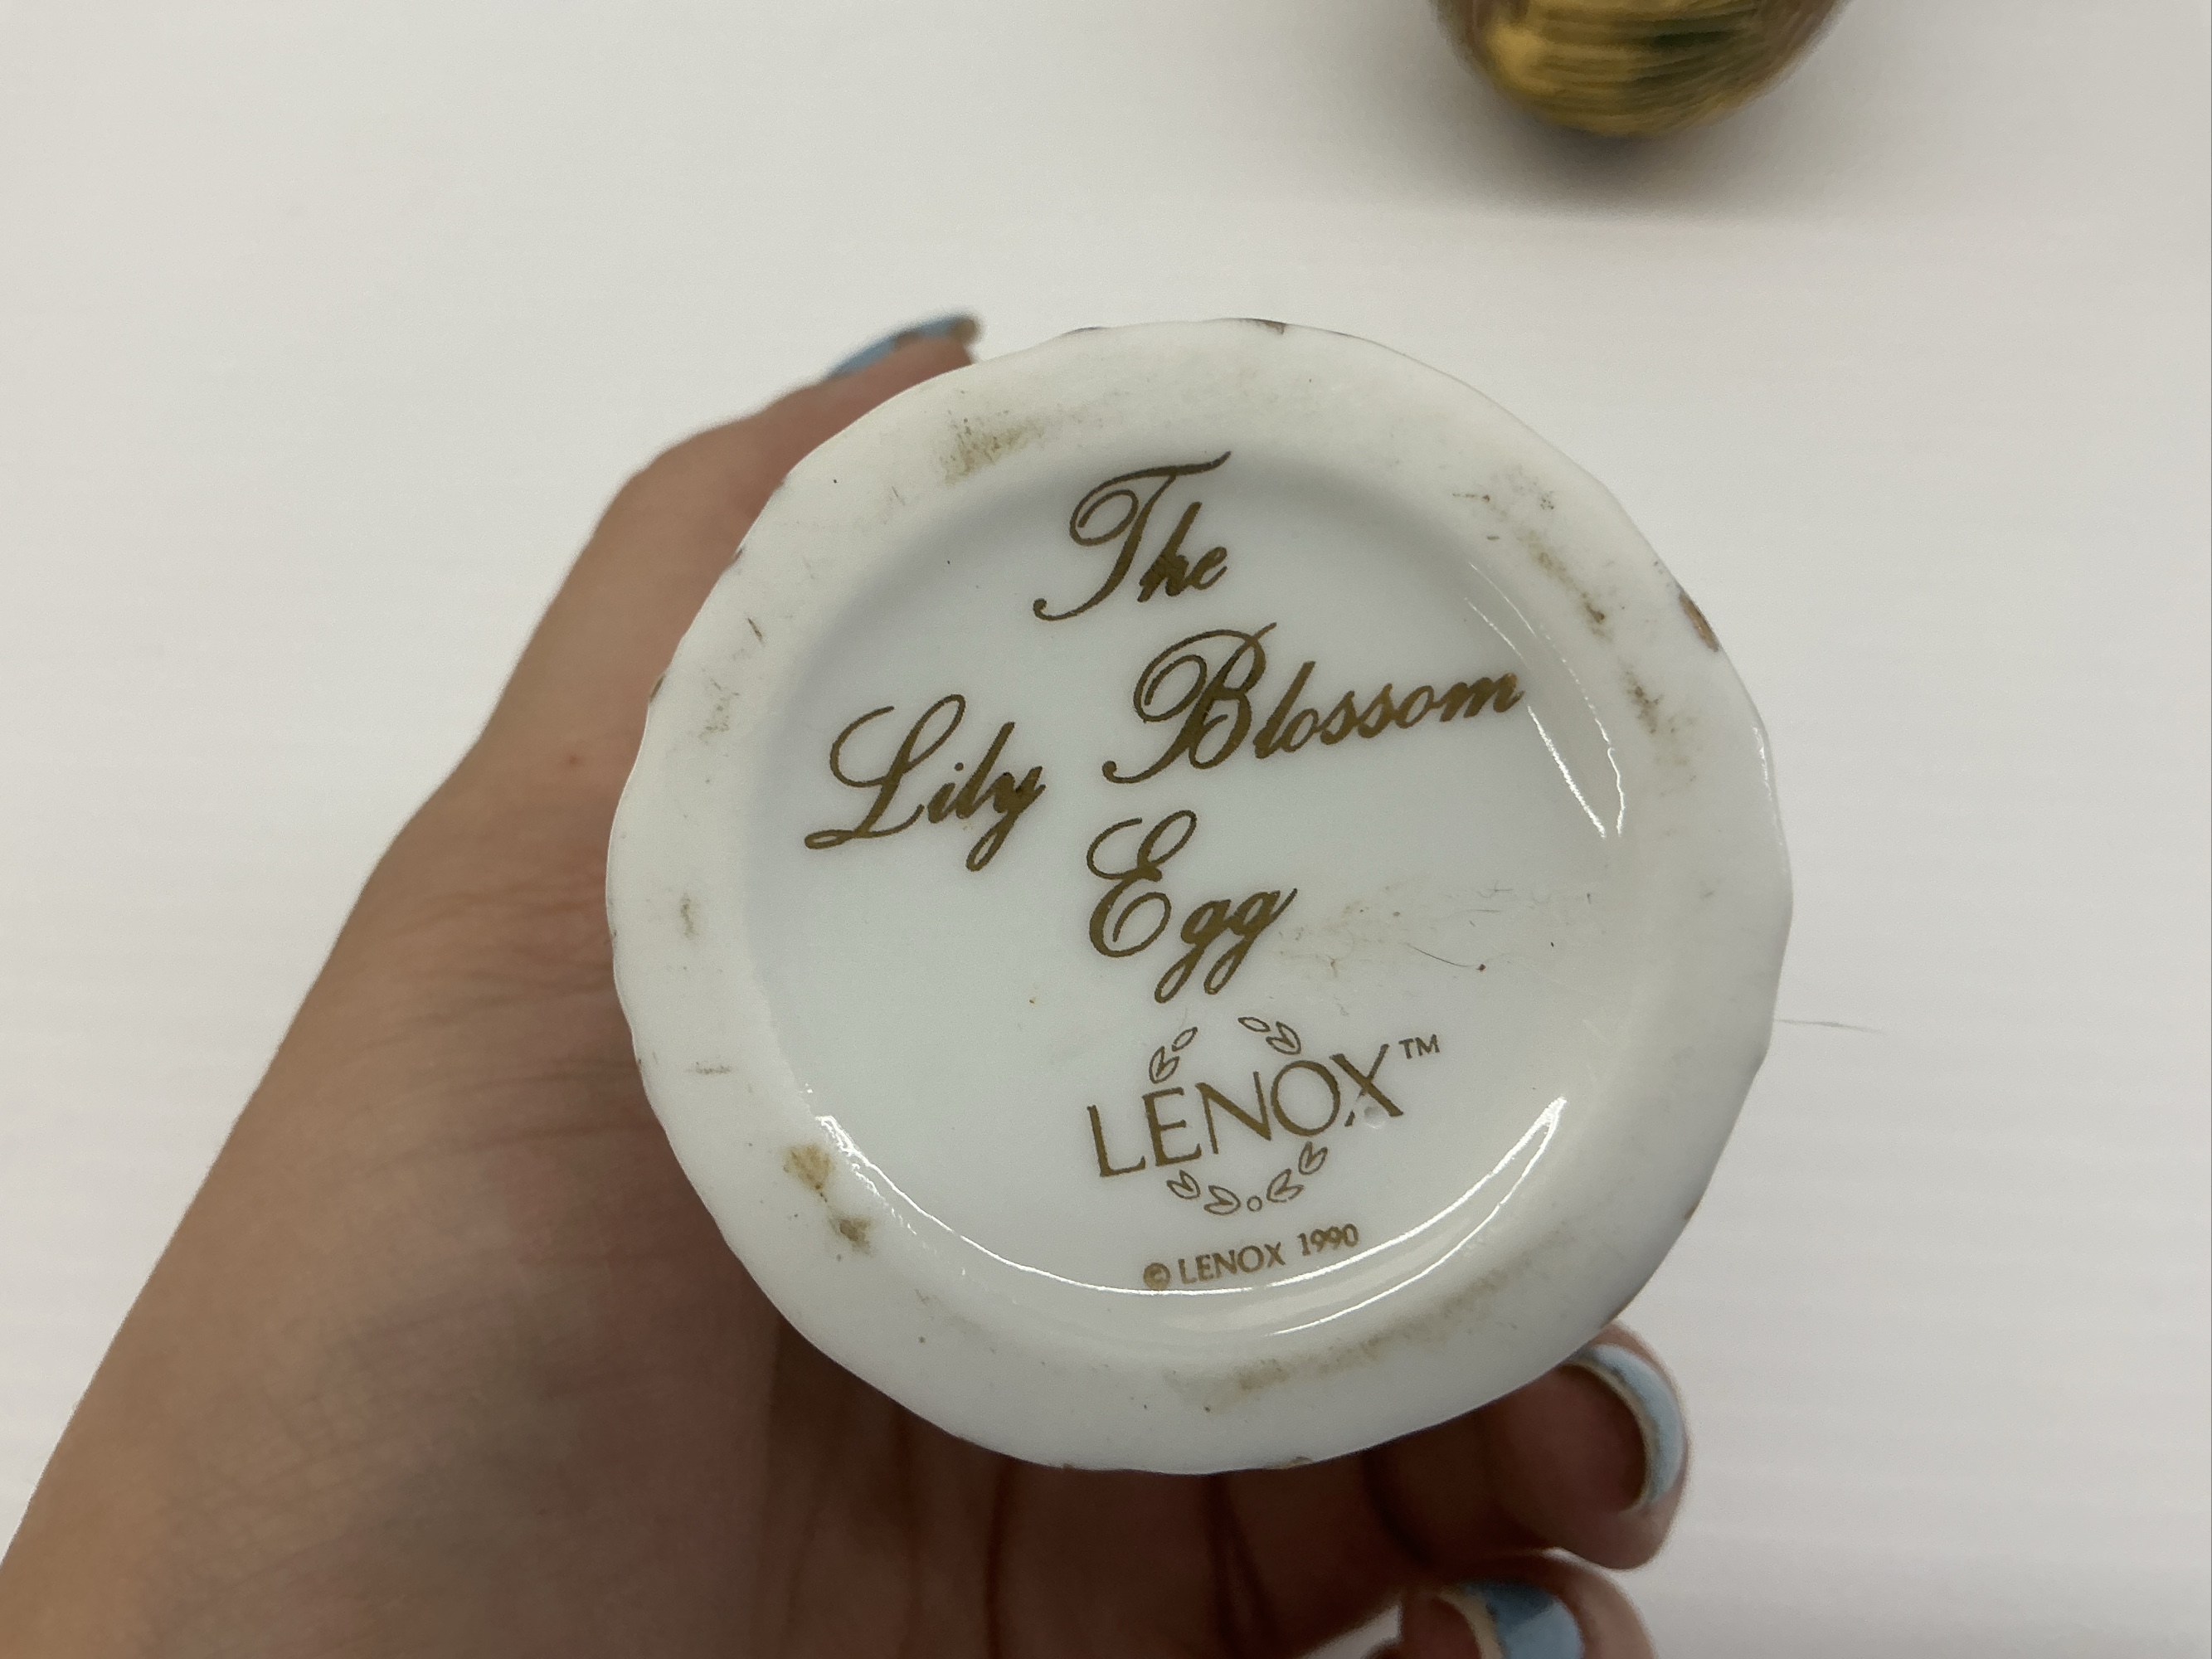 The
Lily Blossom
Egg
LENOX™
© LENOX 1990